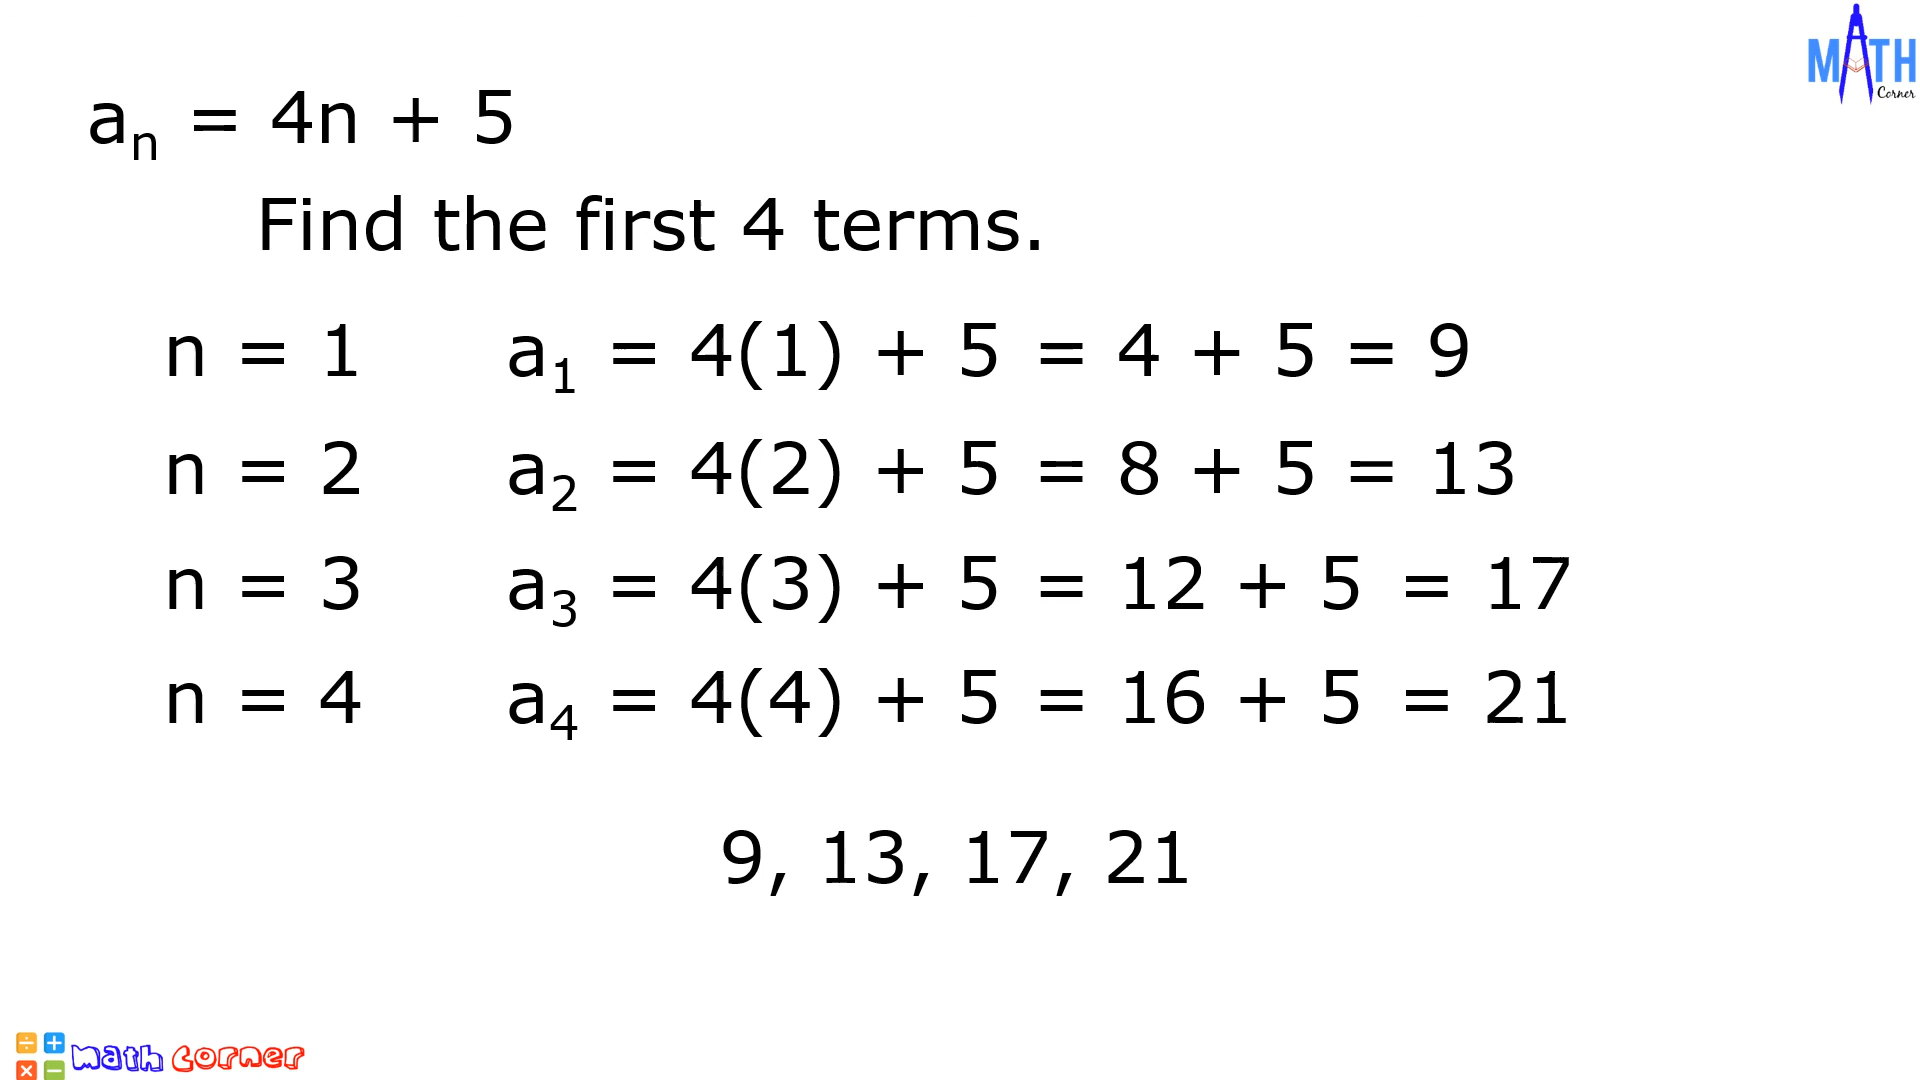 MATH
Corner
aₙ = 4n + 5
Find the first 4 terms.
n = 1 a₁ = 4(1) + 5 = 4 + 5 = 9
n = 2 a₂ = 4(2) + 5 = 8 + 5 = 13
n = 3 a₃ = 4(3) + 5 = 12 + 5 = 17
n = 4 a₄ = 4(4) + 5 = 16 + 5 = 21
9, 13, 17, 21
÷ +
× −
math corner